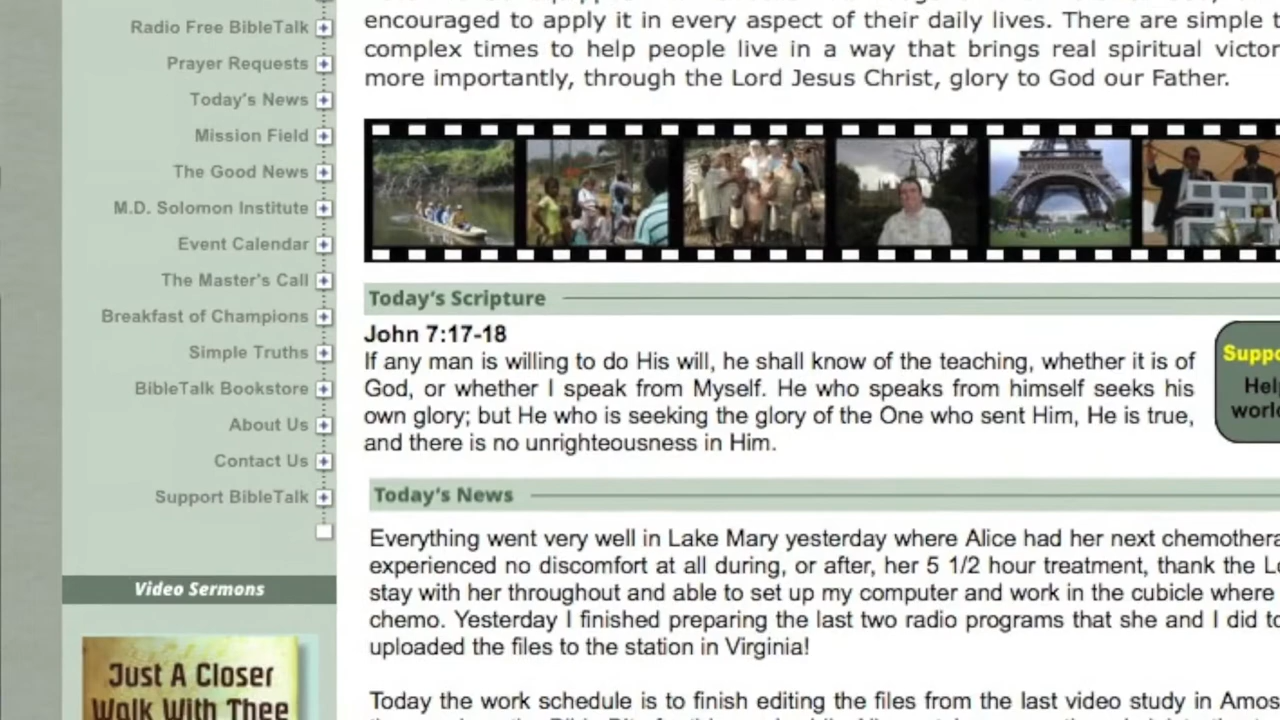 Radio Free BibleTalk
Prayer Requests
Today's News
Mission Field
The Good News
M.D. Solomon Institute
Event Calendar
The Master's Call
Breakfast of Champions
Simple Truths
BibleTalk Bookstore
About Us
Contact Us
Support BibleTalk
Video Sermons
Just A Closer
Walk With Thee
encouraged to apply it in every aspect of their daily lives. There are simple
complex times to help people live in a way that brings real spiritual
more importantly, through the Lord Jesus Christ, glory to God our Father.
Today's Scripture
John 7:17-18
If any man is willing to do His will, he shall know of the teaching, whether it is of
God, or whether I speak from Myself. He who speaks from himself seeks his
own glory; but He who is seeking the glory of the One who sent Him, He is true,
and there is no unrighteousness in Him.
Today's News
Everything went very well in Lake Mary yesterday where Alice had her next
experienced no discomfort at all during, or after, her 5 1/2 hour treatment, thank the
stay with her throughout and able to set up my computer and work in the cubicle where
chemo. Yesterday I finished preparing the last two radio programs that she and I did
uploaded the files to the station in Virginia!
Today the work schedule is to finish editing the files from the last video study in Amos